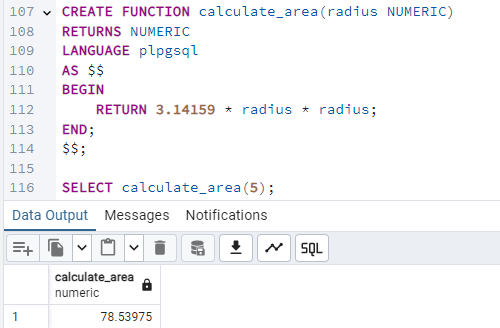 107 CREATE FUNCTION calculate_area(radius NUMERIC)
108 RETURNS NUMERIC
109 LANGUAGE plpgsql
110 AS $$
111 BEGIN
112 RETURN 3.14159 * radius * radius;
113 END;
114 $$;
115
116 SELECT calculate_area(5);
Data Output Messages Notifications
SQL
calculate_area
numeric
1 78.53975